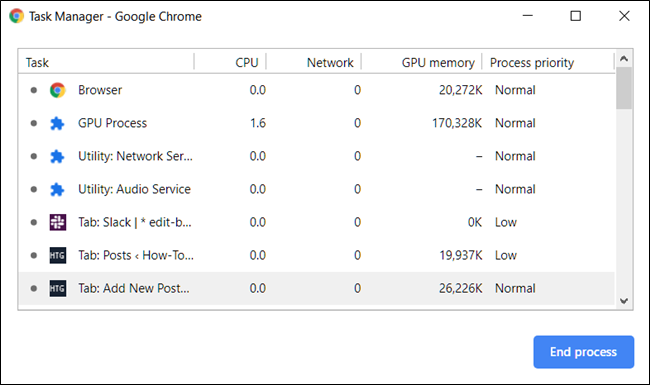 Task Manager - Google Chrome
Task CPU Network GPU memory Process priority
Browser 0.0 0 20,272K Normal
GPU Process 1.6 0 170,328K Normal
Utility: Network Ser... 0.0 0 – Normal
Utility: Audio Service 0.0 0 – Normal
Tab: Slack | * edit-b... 0.0 0 0K Low
HTG Tab: Posts ‹ How-To... 0.0 0 19,937K Low
HTG Tab: Add New Post... 0.0 0 26,226K Normal
End process